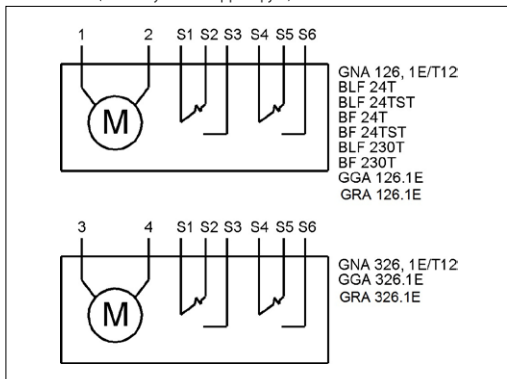 1 2 S1 S2 S3 S4 S5 S6
M
GNA 126, 1E/T12
BLF 24T
BLF 24TST
BF 24T
BF 24TST
BLF 230T
BF 230T
GGA 126.1E
GRA 126.1E
3 4 S1 S2 S3 S4 S5 S6
M
GNA 326, 1E/T12
GGA 326.1E
GRA 326.1E